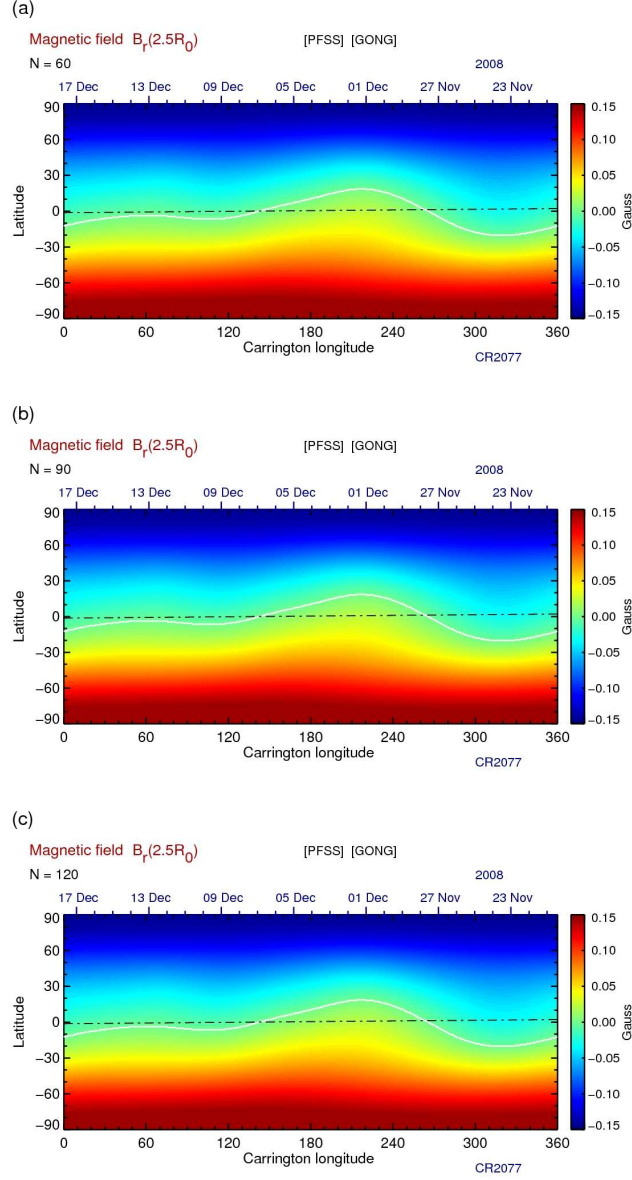 (a)
Magnetic field B_r(2.5R_0) [PFSS] [GONG]
N = 60 2008
17 Dec 13 Dec 09 Dec 05 Dec 01 Dec 27 Nov 23 Nov
90 60 30 0 −30 −60 −90
Latitude
0.15 0.10 0.05 0.00 −0.05 −0.10 −0.15
Gauss
0 60 120 180 240 300 360
Carrington longitude
CR2077
(b)
Magnetic field B_r(2.5R_0) [PFSS] [GONG]
N = 90 2008
17 Dec 13 Dec 09 Dec 05 Dec 01 Dec 27 Nov 23 Nov
90 60 30 0 −30 −60 −90
Latitude
0.15 0.10 0.05 0.00 −0.05 −0.10 −0.15
Gauss
0 60 120 180 240 300 360
Carrington longitude
CR2077
(c)
Magnetic field B_r(2.5R_0) [PFSS] [GONG]
N = 120 2008
17 Dec 13 Dec 09 Dec 05 Dec 01 Dec 27 Nov 23 Nov
90 60 30 0 −30 −60 −90
Latitude
0.15 0.10 0.05 0.00 −0.05 −0.10 −0.15
Gauss
0 60 120 180 240 300 360
Carrington longitude
CR2077